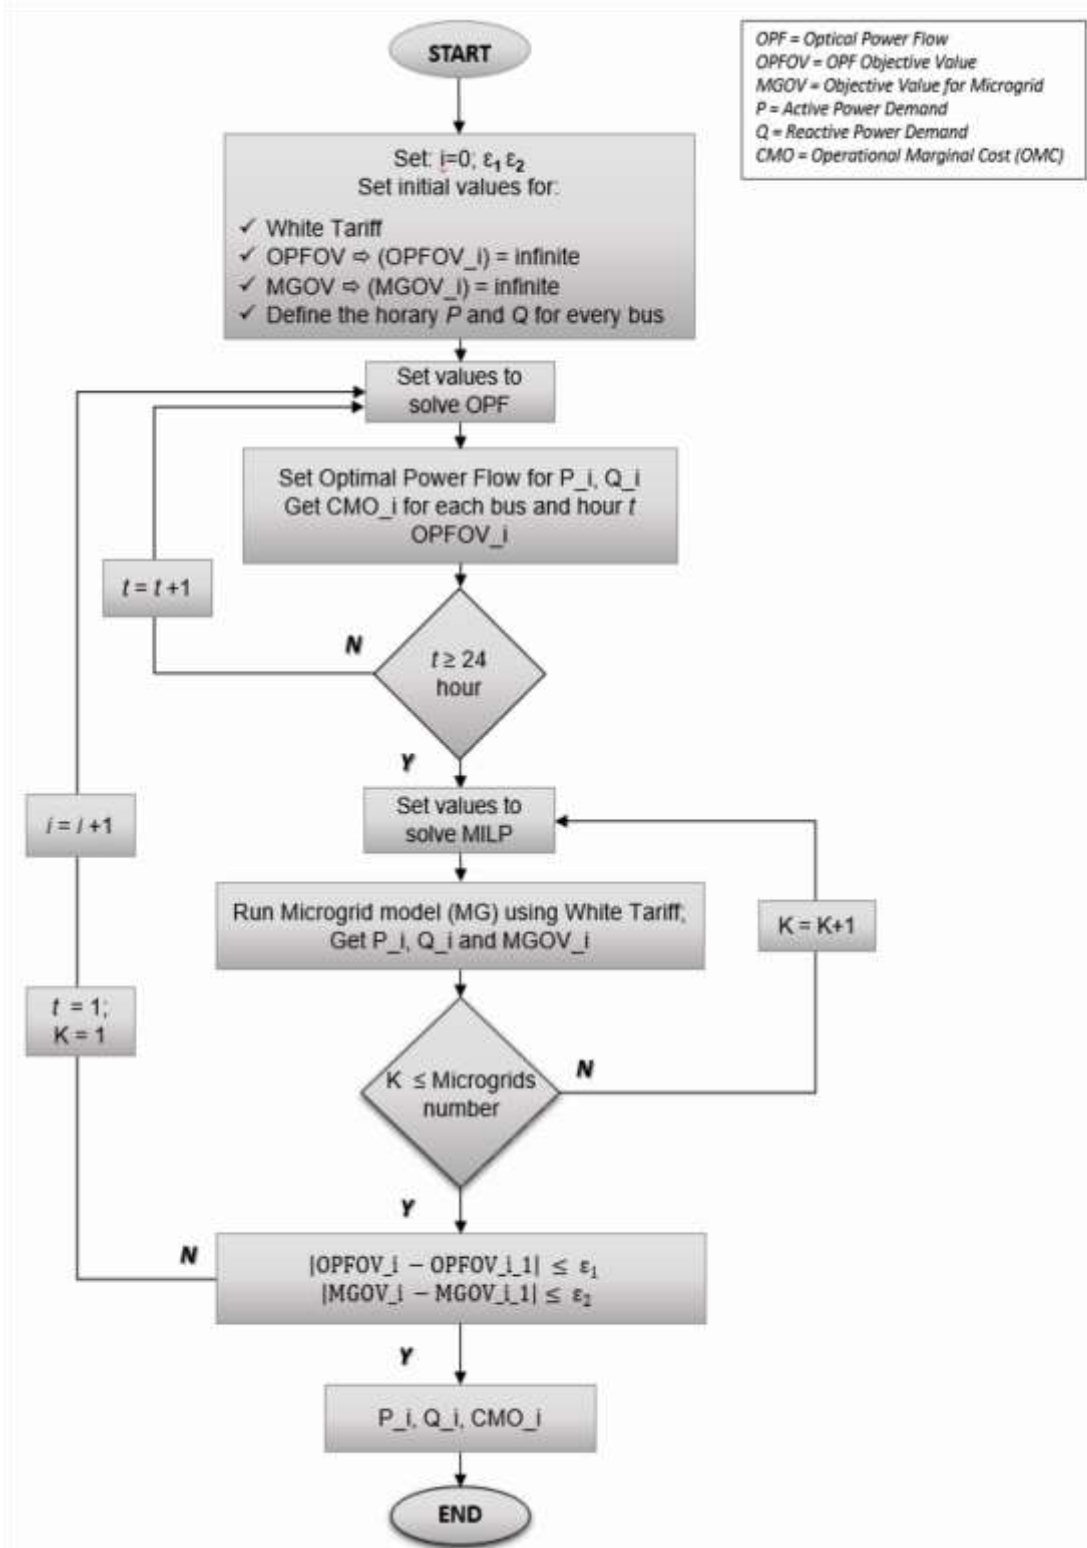 START
OPF = Optical Power Flow
OPFOV = OPF Objective Value
MGOV = Objective Value for Microgrid
P = Active Power Demand
Q = Reactive Power Demand
CMO = Operational Marginal Cost (OMC)
Set: i=0; ε₁ ε₂
Set initial values for:
✓ White Tariff
✓ OPFOV ⇨ (OPFOV_i) = infinite
✓ MGOV ⇨ (MGOV_i) = infinite
✓ Define the horary P and Q for every bus
Set values to
solve OPF
Set Optimal Power Flow for P_i, Q_i
Get CMO_i for each bus and hour t
OPFOV_i
t = t +1
N
t ≥ 24
hour
Y
Set values to
solve MILP
i = i +1
Run Microgrid model (MG) using White Tariff;
Get P_i, Q_i and MGOV_i
K = K+1
t = 1;
K = 1
K ≤ Microgrids
number
N
Y
N
|OPFOV_i − OPFOV_i_1| ≤ ε₁
|MGOV_i − MGOV_i_1| ≤ ε₂
Y
P_i, Q_i, CMO_i
END